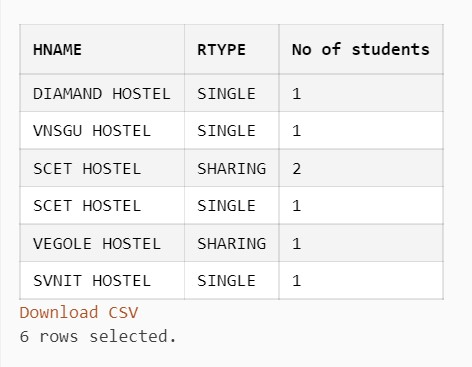 HNAME RTYPE No of students
DIAMAND HOSTEL SINGLE 1
VNSGU HOSTEL SINGLE 1
SCET HOSTEL SHARING 2
SCET HOSTEL SINGLE 1
VEGOLE HOSTEL SHARING 1
SVNIT HOSTEL SINGLE 1
Download CSV
6 rows selected.